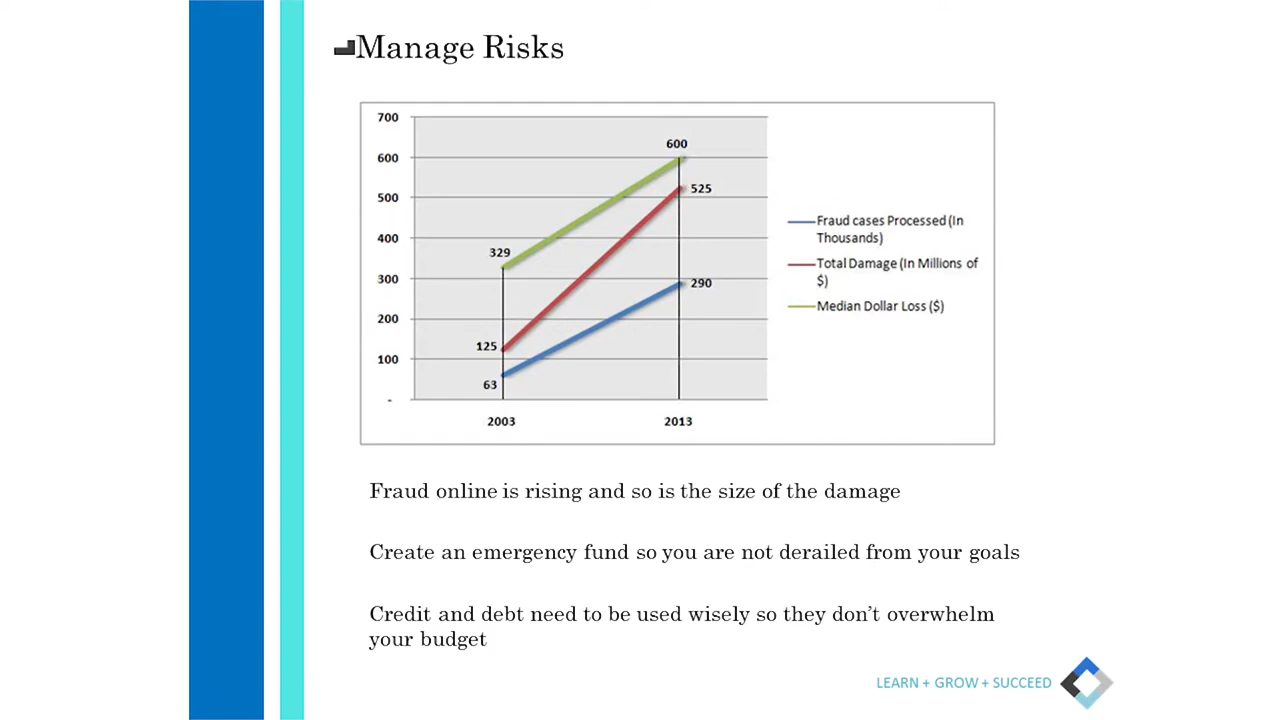 Manage Risks
700
600
500
400
300
200
100
-
600
525
329
290
125
63
2003
2013
Fraud cases Processed (In
Thousands)
Total Damage (In Millions of
$)
Median Dollar Loss ($)
Fraud online is rising and so is the size of the damage
Create an emergency fund so you are not derailed from your goals
Credit and debt need to be used wisely so they don’t overwhelm
your budget
LEARN + GROW + SUCCEED